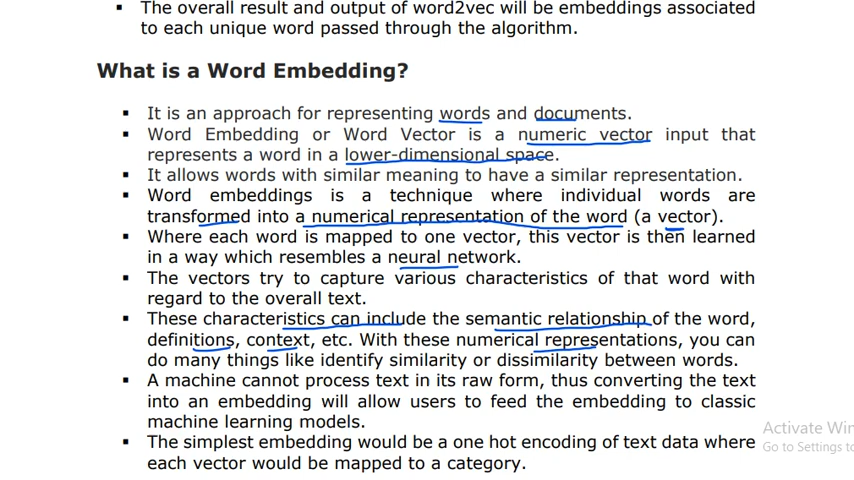 ▪ The overall result and output of word2vec will be embeddings associated
to each unique word passed through the algorithm.
What is a Word Embedding?
▪ It is an approach for representing words and documents.
▪ Word Embedding or Word Vector is a numeric vector input that
represents a word in a lower-dimensional space.
▪ It allows words with similar meaning to have a similar representation.
▪ Word embeddings is a technique where individual words are
transformed into a numerical representation of the word (a vector).
▪ Where each word is mapped to one vector, this vector is then learned
in a way which resembles a neural network.
▪ The vectors try to capture various characteristics of that word with
regard to the overall text.
▪ These characteristics can include the semantic relationship of the word,
definitions, context, etc. With these numerical representations, you can
do many things like identify similarity or dissimilarity between words.
▪ A machine cannot process text in its raw form, thus converting the text
into an embedding will allow users to feed the embedding to classic
machine learning models.
▪ The simplest embedding would be a one hot encoding of text data where
each vector would be mapped to a category.
Activate Win
Go to Settings to